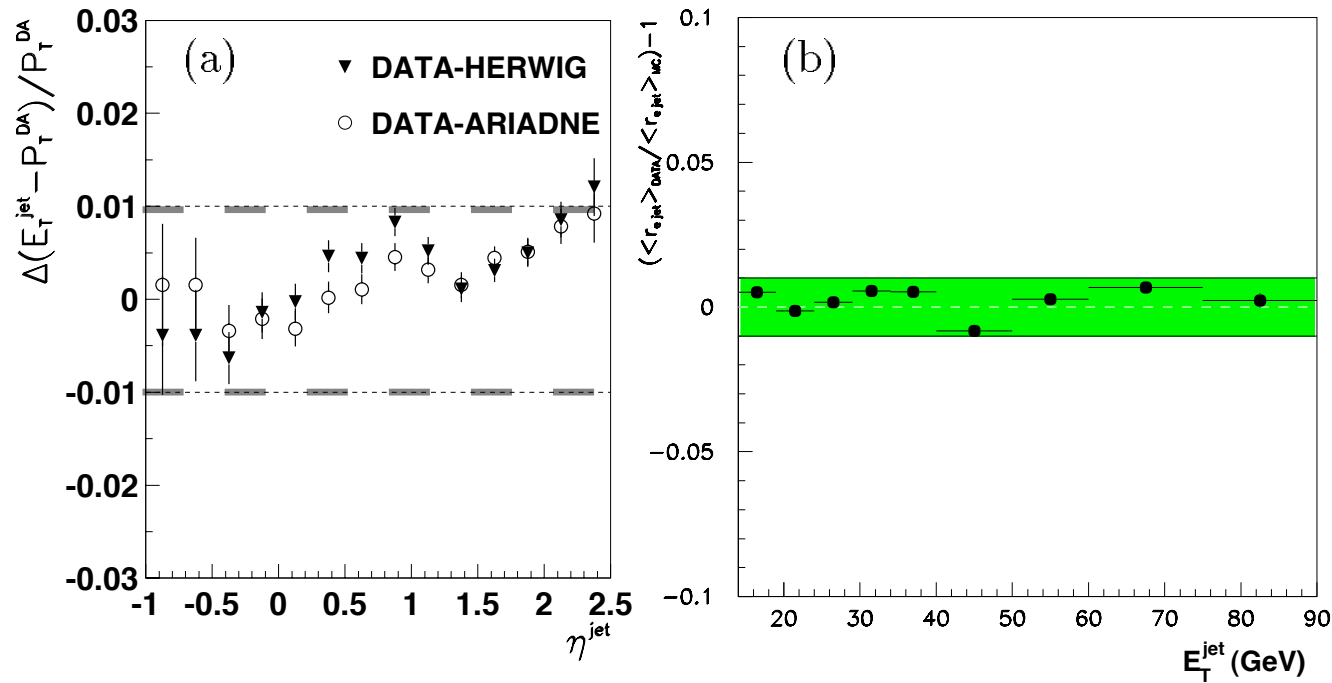 (a)
DATA-HERWIG
DATA-ARIADNE
Δ(E_T^jet−P_T^DA)/P_T^DA
0.03
0.02
0.01
0
-0.01
-0.02
-0.03
-1 -0.5 0 0.5 1 1.5 2 2.5
η^jet
(b)
(<r_e jet>_DATA/<r_e jet>_MC)−1
0.1
0.05
0
−0.05
−0.1
20 30 40 50 60 70 80 90
E_T^jet (GeV)